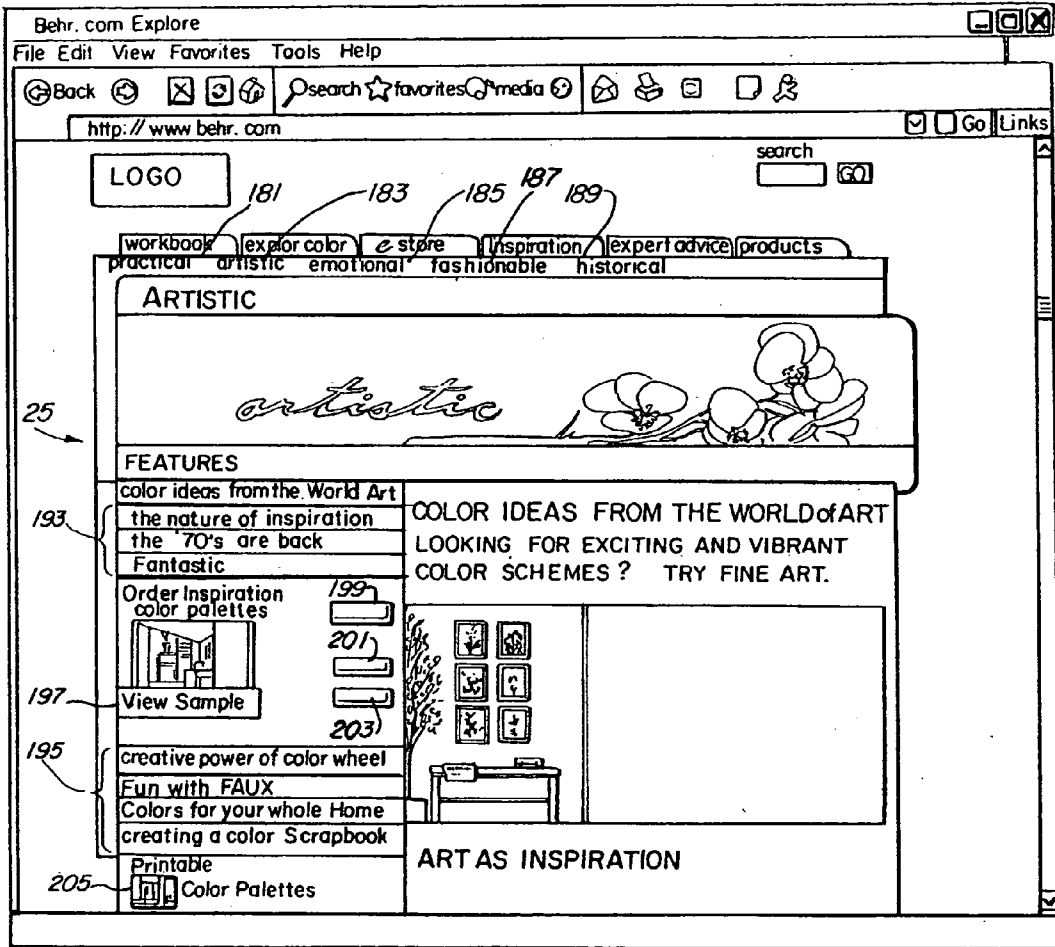 Behr. com Explore
File Edit View Favorites Tools Help
Back search favorites media
http://www behr. com Go Links
LOGO search GO
181 183 185 187 189
workbook explor color e store Inspiration expert advice products
practical artistic emotional fashionable historical
ARTISTIC
artistic
25
FEATURES
color ideas from the World Art
193
the nature of inspiration
the '70's are back
Fantastic
COLOR IDEAS FROM THE WORLD of ART
LOOKING FOR EXCITING AND VIBRANT
COLOR SCHEMES? TRY FINE ART.
Order Inspiration 199
color palettes
201
197 View Sample
203
195
creative power of color wheel
Fun with FAUX
Colors for your whole Home
creating a color Scrapbook
ART AS INSPIRATION
Printable
205 Color Palettes